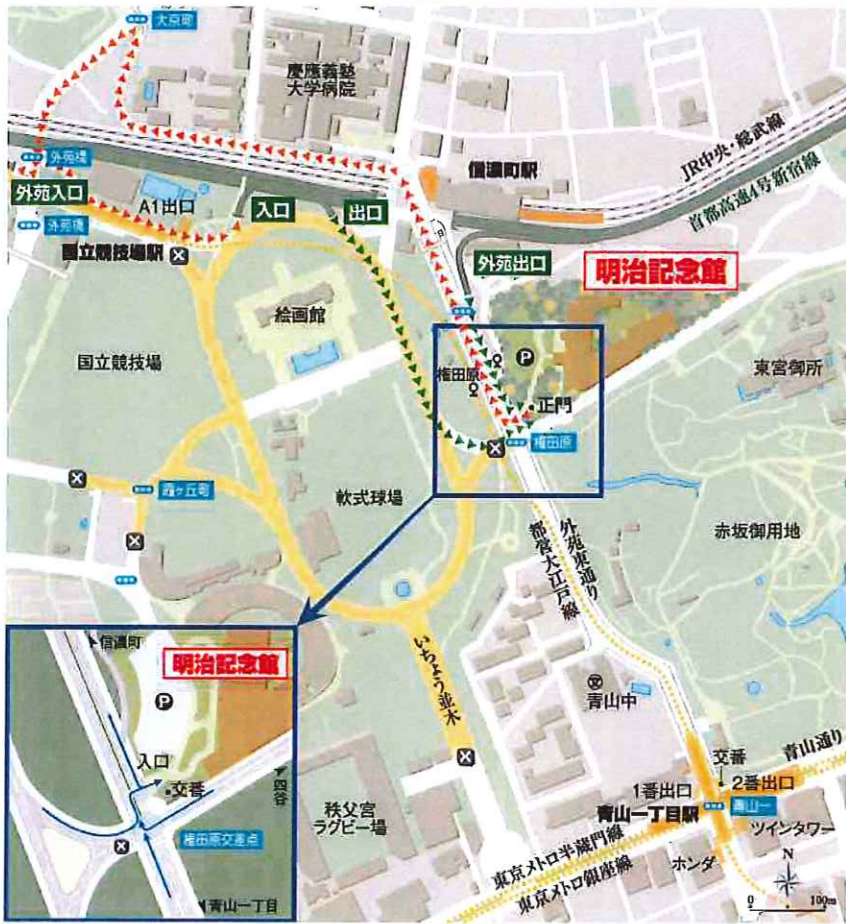 大京町
慶應義塾
大学病院
外苑橋
外苑入口
A1出口
入口
出口
信濃町駅
JR中央・総武線
首都高速4号新宿線
外苑橋
国立競技場駅
外苑出口
明治記念館
絵画館
国立競技場
権田原
P
正門
東宮御所
権田原
霞ヶ丘町
軟式球場
外苑東通り
都営大江戸線
赤坂御用地
いちょう並木
青山中
信濃町
明治記念館
P
入口
交番
四谷
権田原交差点
青山一丁目
秩父宮
ラグビー場
交番
青山通り
1番出口
2番出口
青山一丁目駅
青山一
ツインタワー
東京メトロ半蔵門線
東京メトロ銀座線
ホンダ
N
0 100m